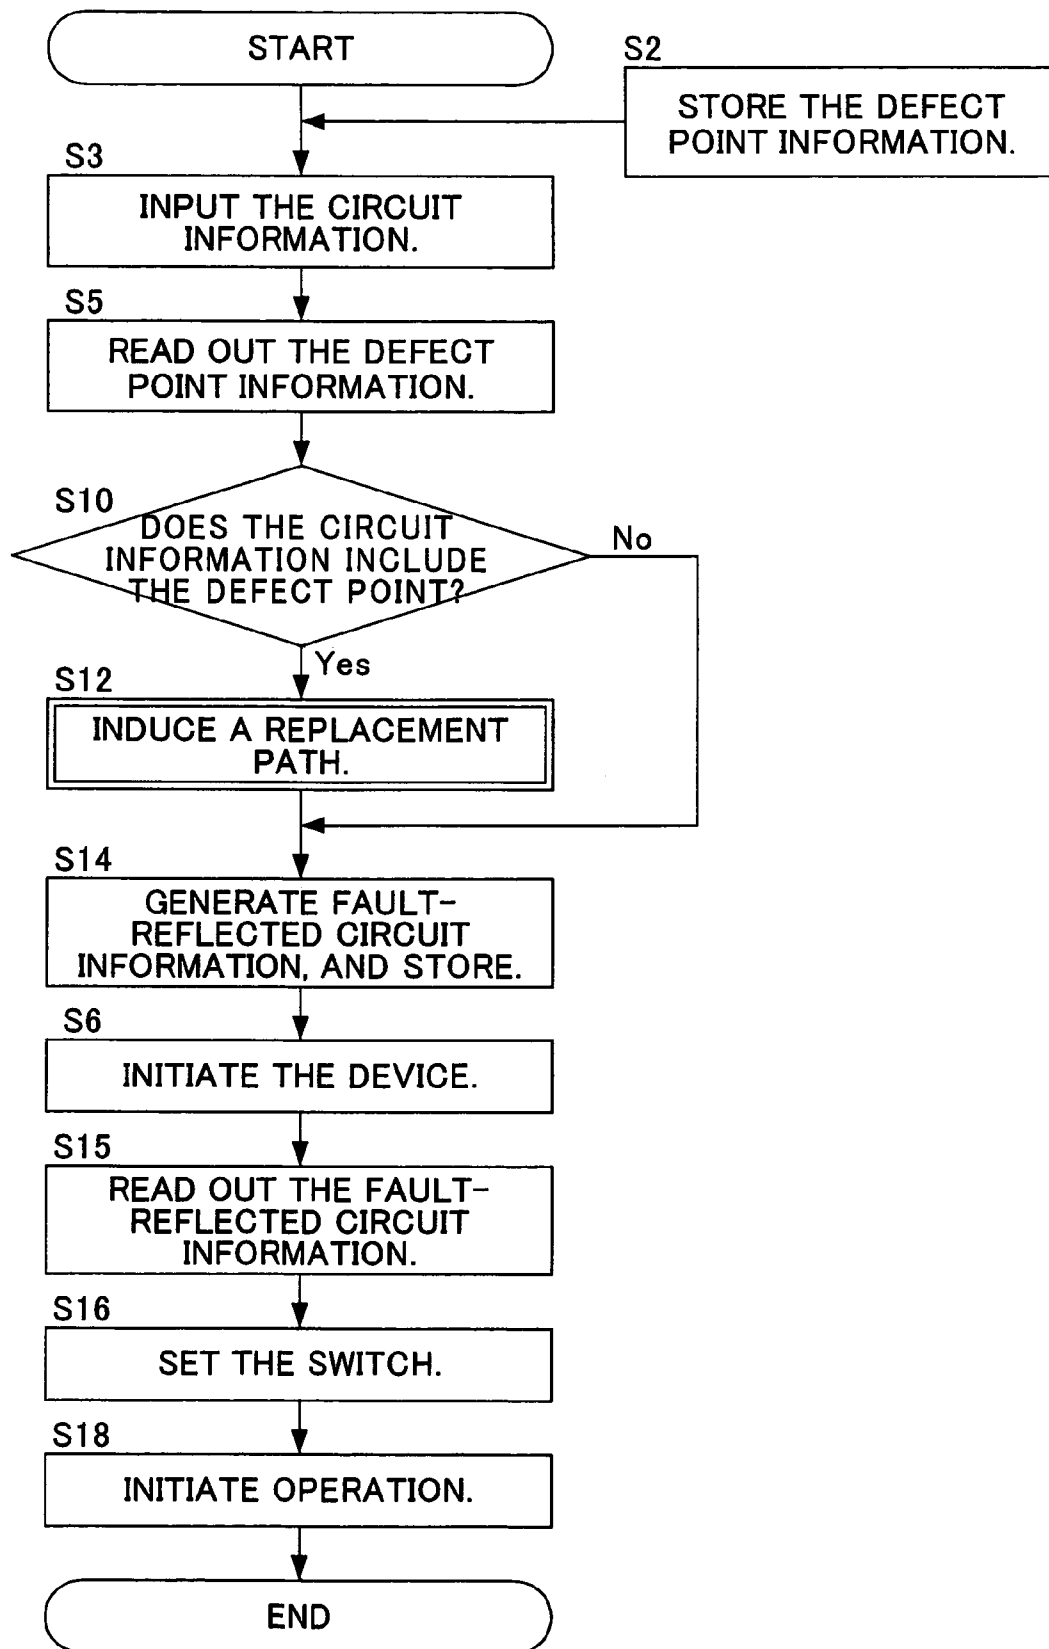 START
S2
STORE THE DEFECT
POINT INFORMATION.
S3
INPUT THE CIRCUIT
INFORMATION.
S5
READ OUT THE DEFECT
POINT INFORMATION.
S10
DOES THE CIRCUIT
INFORMATION INCLUDE
THE DEFECT POINT?
No
Yes
S12
INDUCE A REPLACEMENT
PATH.
S14
GENERATE FAULT-
REFLECTED CIRCUIT
INFORMATION, AND STORE.
S6
INITIATE THE DEVICE.
S15
READ OUT THE FAULT-
REFLECTED CIRCUIT
INFORMATION.
S16
SET THE SWITCH.
S18
INITIATE OPERATION.
END